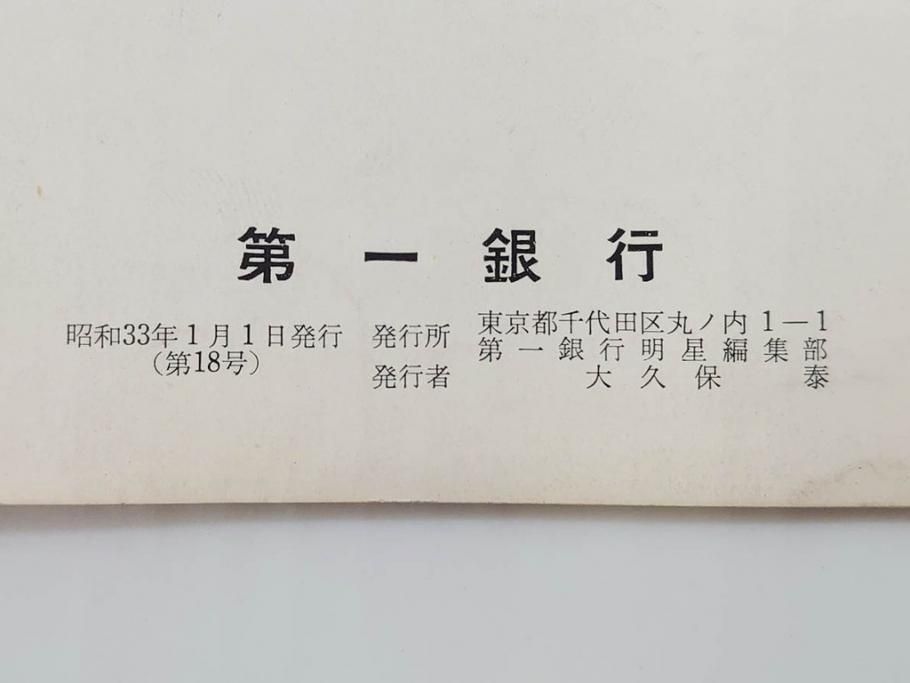 第一銀行
昭和33年1月1日発行
（第18号）
発行所 東京都千代田区丸ノ内1―1
第一銀行明星編集部
発行者 大久保 泰